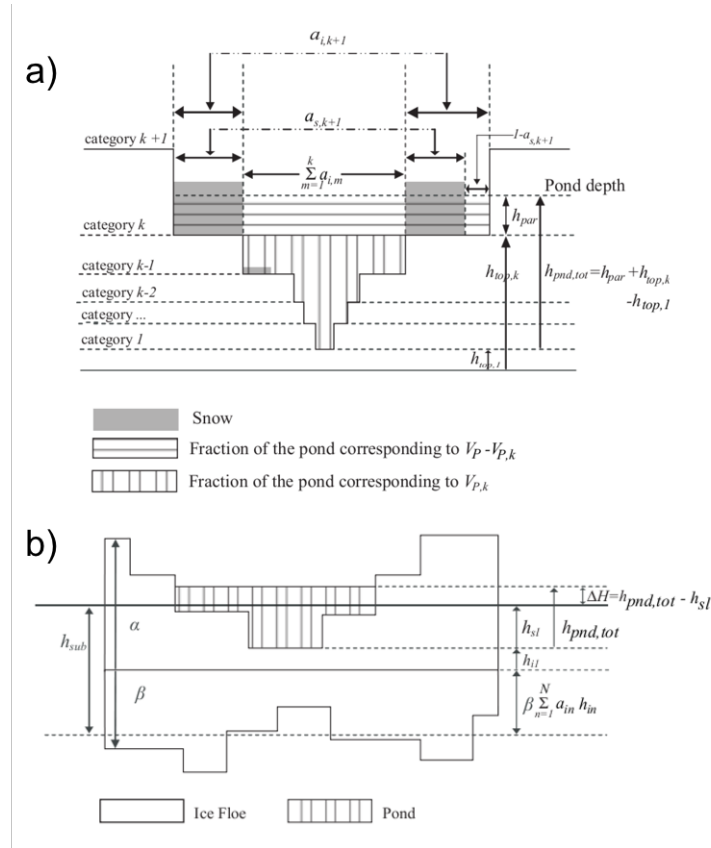 a)
a_{i,k+1}
a_{s,k+1}
category k +1
1-a_{s,k+1}
k
Σ a_{i,m}
m=1
Pond depth
h_{par}
category k
category k-1
h_{top,k}
h_{pnd,tot}=h_{par}+h_{top,k}
-h_{top,1}
category k-2
category ...
category 1
h_{top,1}
Snow
Fraction of the pond corresponding to V_P -V_{P,k}
Fraction of the pond corresponding to V_{P,k}
b)
ΔH=h_{pnd,tot} - h_{sl}
α
h_{sl}
h_{pnd,tot}
h_{sub}
h_{i1}
β
N
β Σ a_{in} h_{in}
n=1
Ice Floe
Pond